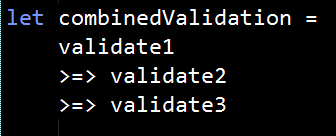 let combinedValidation =
    validate1
    >=> validate2
    >=> validate3